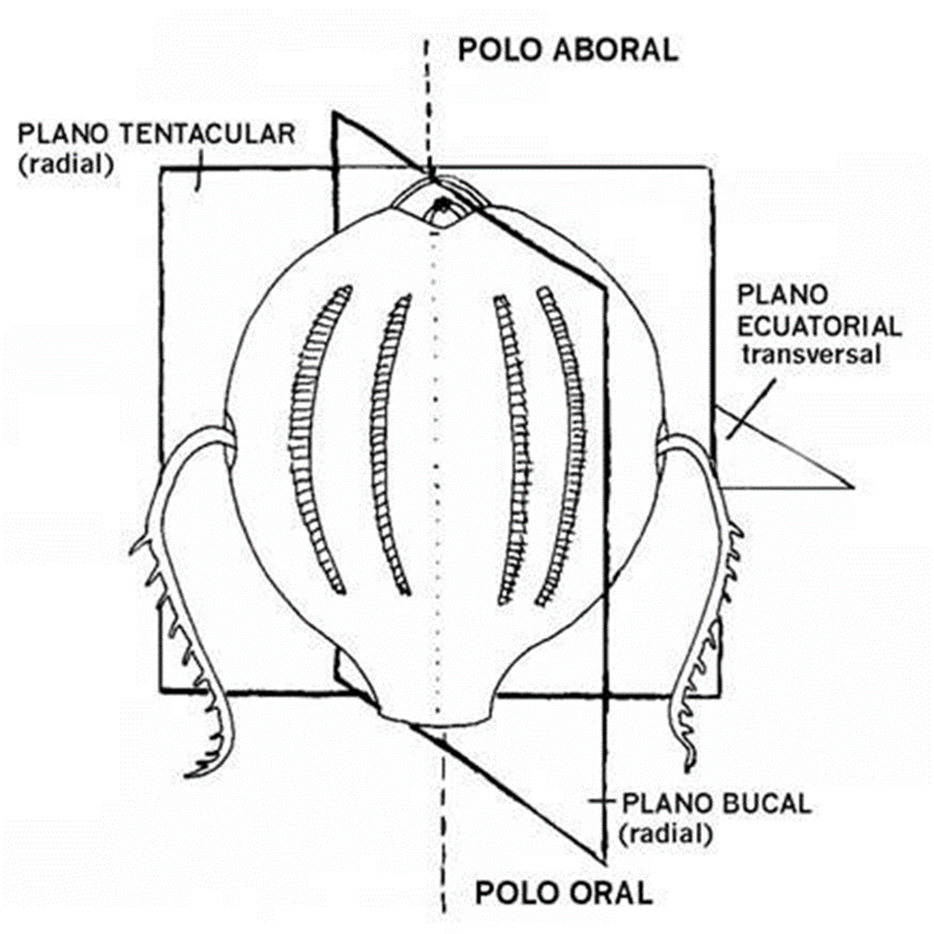 POLO ABORAL
PLANO TENTACULAR
(radial)
PLANO
ECUATORIAL
transversal
PLANO BUCAL
(radial)
POLO ORAL